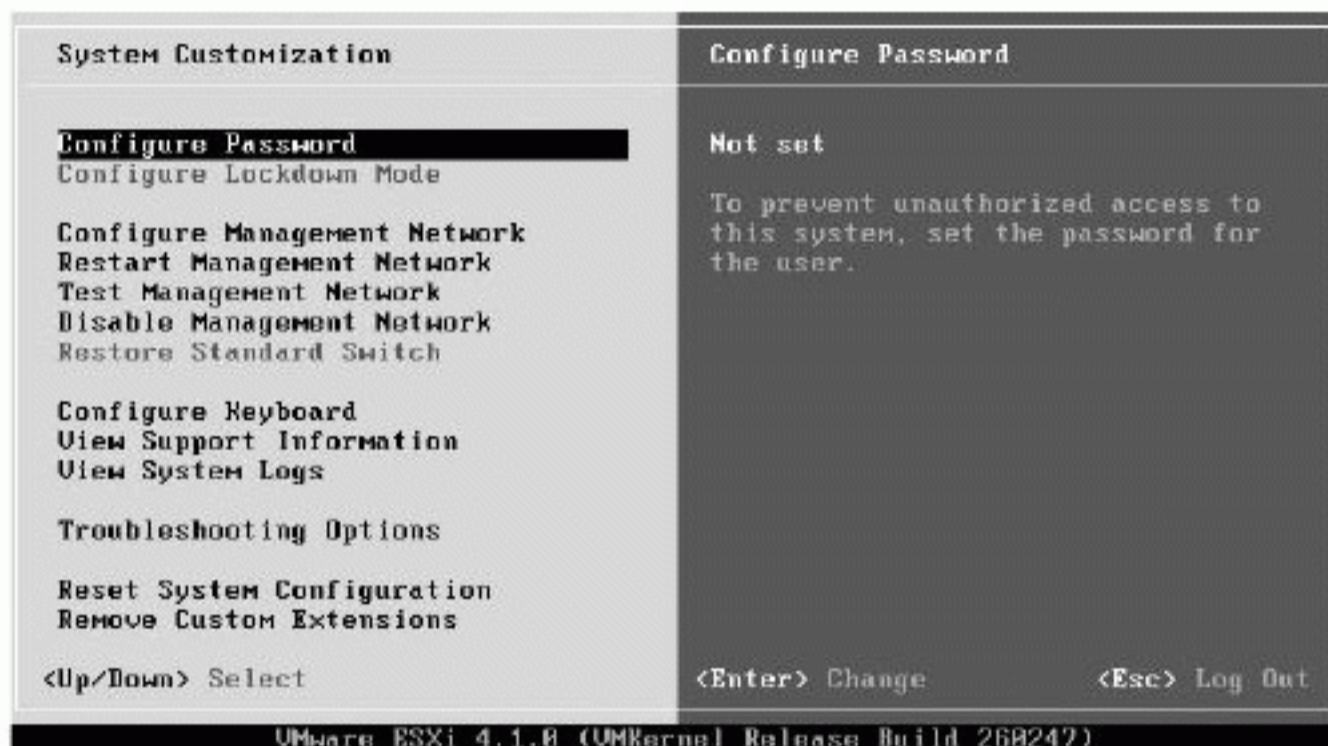 System Customization
Configure Password
Configure Password
Configure Lockdown Mode
Configure Management Network
Restart Management Network
Test Management Network
Disable Management Network
Restore Standard Switch
Configure Keyboard
View Support Information
View System Logs
Troubleshooting Options
Reset System Configuration
Remove Custom Extensions
<Up/Down> Select
Not set
To prevent unauthorized access to
this system, set the password for
the user.
<Enter> Change
<Esc> Log Out
VMware ESXi 4.1.0 (VMKernel Release Build 260247)